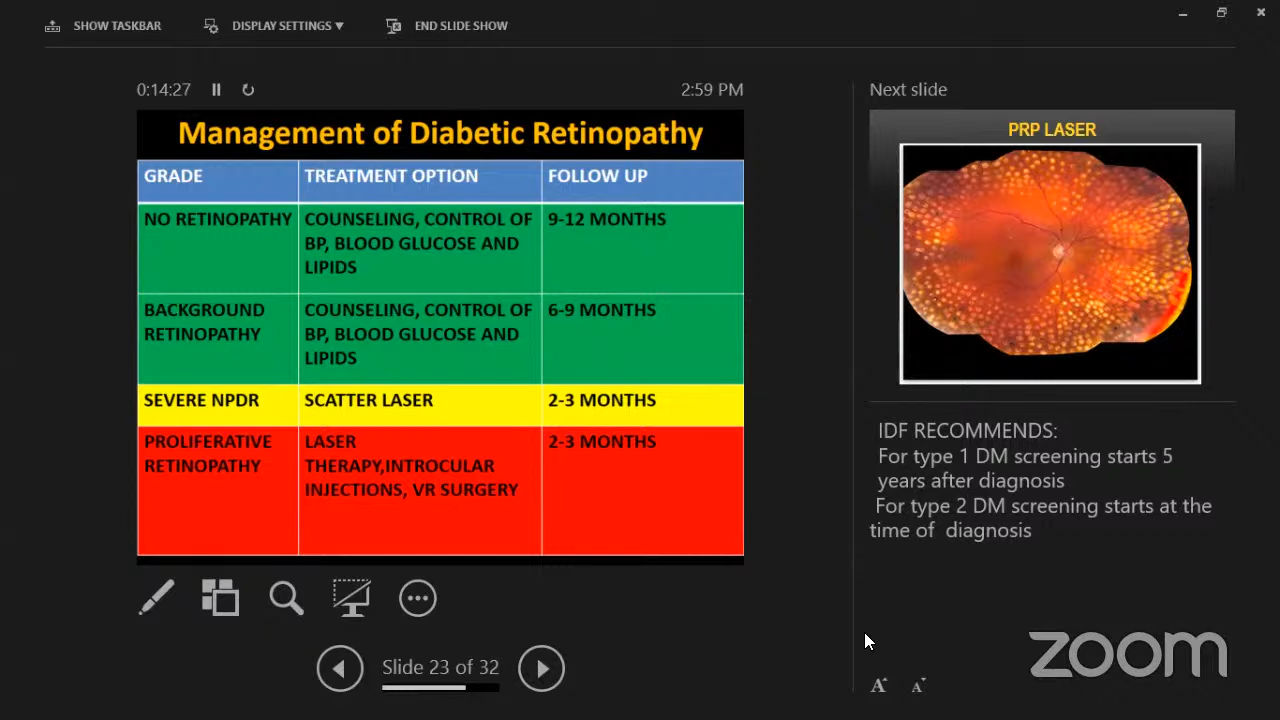 SHOW TASKBAR
DISPLAY SETTINGS ▼
END SLIDE SHOW
0:14:27
2:59 PM
Management of Diabetic Retinopathy
GRADE
TREATMENT OPTION
FOLLOW UP
NO RETINOPATHY
COUNSELING, CONTROL OF
BP, BLOOD GLUCOSE AND
LIPIDS
9-12 MONTHS
BACKGROUND
RETINOPATHY
COUNSELING, CONTROL OF
BP, BLOOD GLUCOSE AND
LIPIDS
6-9 MONTHS
SEVERE NPDR
SCATTER LASER
2-3 MONTHS
PROLIFERATIVE
RETINOPATHY
LASER
THERAPY,INTROCULAR
INJECTIONS, VR SURGERY
2-3 MONTHS
Slide 23 of 32
Next slide
PRP LASER
IDF RECOMMENDS:
For type 1 DM screening starts 5
years after diagnosis
For type 2 DM screening starts at the
time of diagnosis
A A
zoom